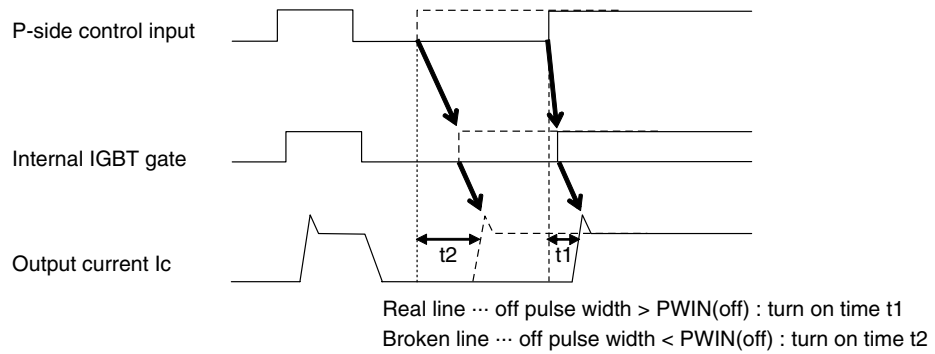 P-side control input
Internal IGBT gate
t2
t1
Output current Ic
Real line ··· off pulse width > PWIN(off) : turn on time t1
Broken line ··· off pulse width < PWIN(off) : turn on time t2